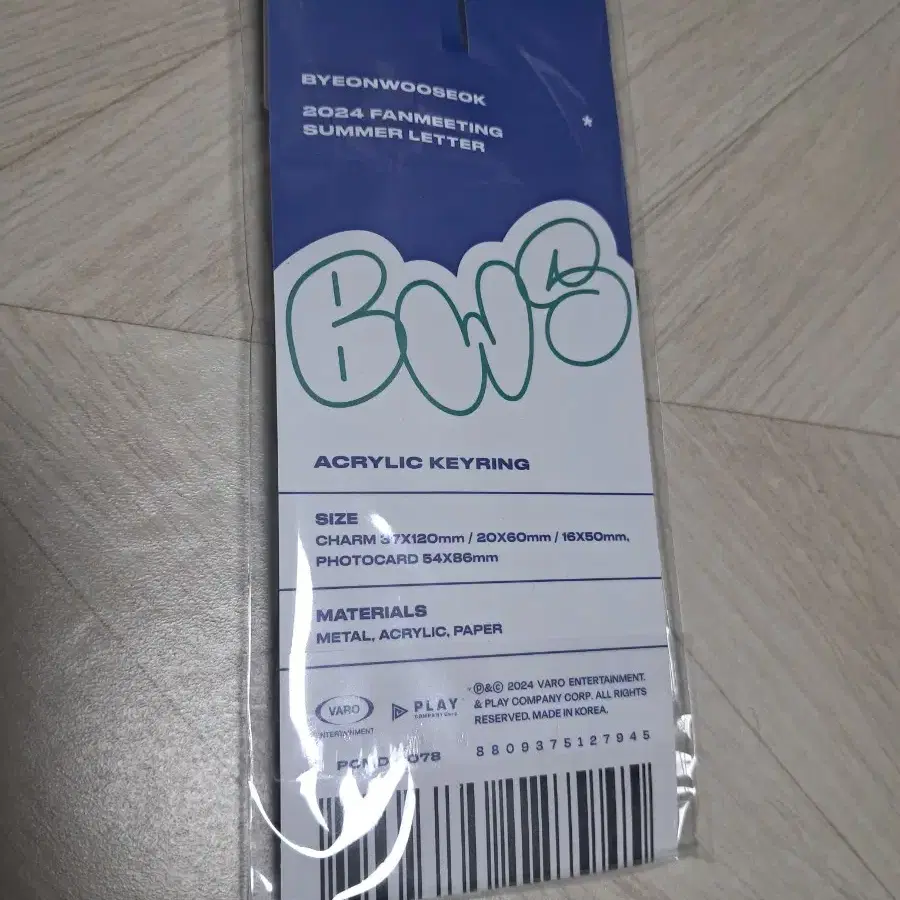 BYEONWOOSEOK
2024 FANMEETING
SUMMER LETTER
*
BWS
ACRYLIC KEYRING
SIZE
CHARM 37X120mm / 20X60mm / 16X50mm,
PHOTOCARD 54X86mm
MATERIALS
METAL, ACRYLIC, PAPER
VARO
ENTERTAINMENT
PLAY
Ⓟ&© 2024 VARO ENTERTAINMENT.
& PLAY COMPANY CORP. ALL RIGHTS
RESERVED. MADE IN KOREA.
8809375127945